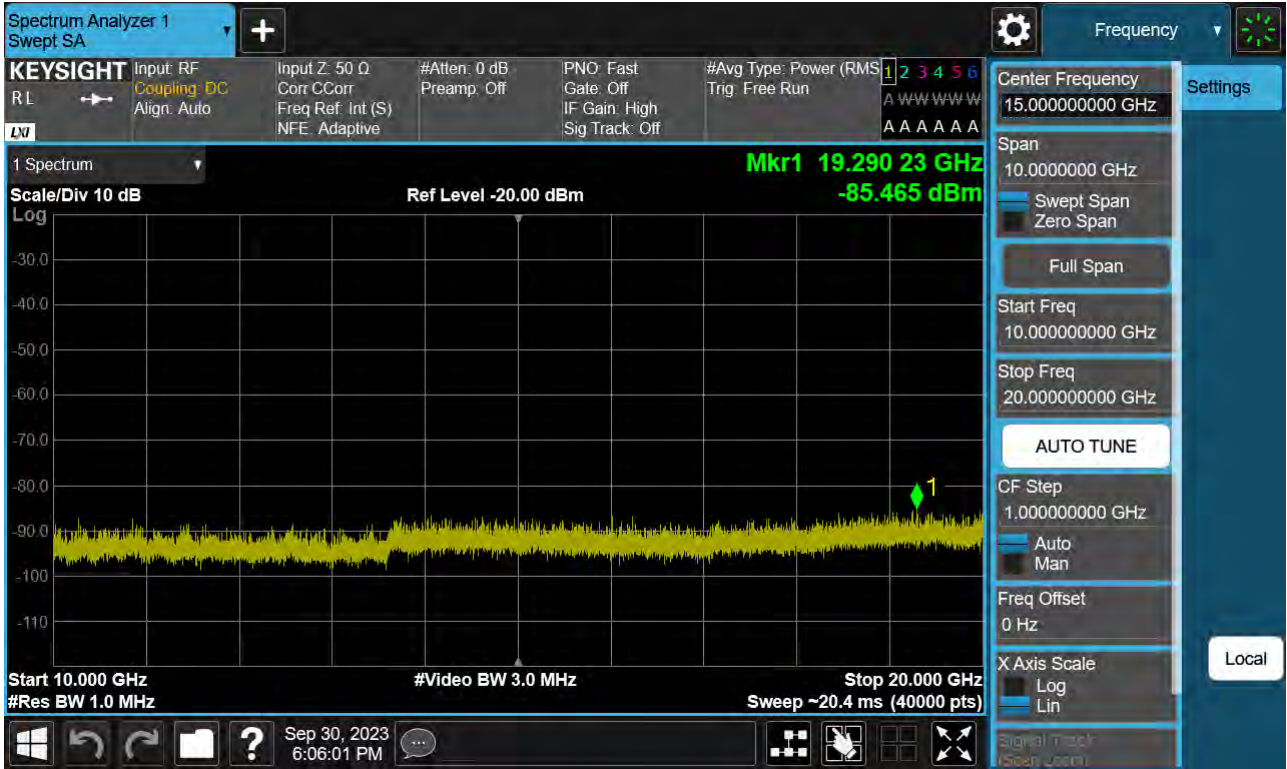 Spectrum Analyzer 1
Swept SA
+
Frequency
KEYSIGHT
R L
LXI
Input: RF
Coupling: DC
Align: Auto
Input Z: 50 Ω
Corr CCorr
Freq Ref: Int (S)
NFE: Adaptive
#Atten: 0 dB
Preamp: Off
PNO: Fast
Gate: Off
IF Gain: High
Sig Track: Off
#Avg Type: Power (RMS
Trig: Free Run
1 2 3 4 5 6
A W W W W W
A A A A A A
Center Frequency
15.000000000 GHz
Settings
Span
10.0000000 GHz
Swept Span
Zero Span
Full Span
Start Freq
10.000000000 GHz
Stop Freq
20.000000000 GHz
AUTO TUNE
CF Step
1.000000000 GHz
Auto
Man
Freq Offset
0 Hz
X Axis Scale
Log
Lin
Signal Track
(Span Zoom)
Local
1 Spectrum
Mkr1 19.290 23 GHz
-85.465 dBm
Scale/Div 10 dB
Ref Level -20.00 dBm
Log
-30.0
-40.0
-50.0
-60.0
-70.0
-80.0
1
-90.0
-100
-110
Start 10.000 GHz
#Video BW 3.0 MHz
Stop 20.000 GHz
#Res BW 1.0 MHz
Sweep ~20.4 ms (40000 pts)
?
Sep 30, 2023
6:06:01 PM